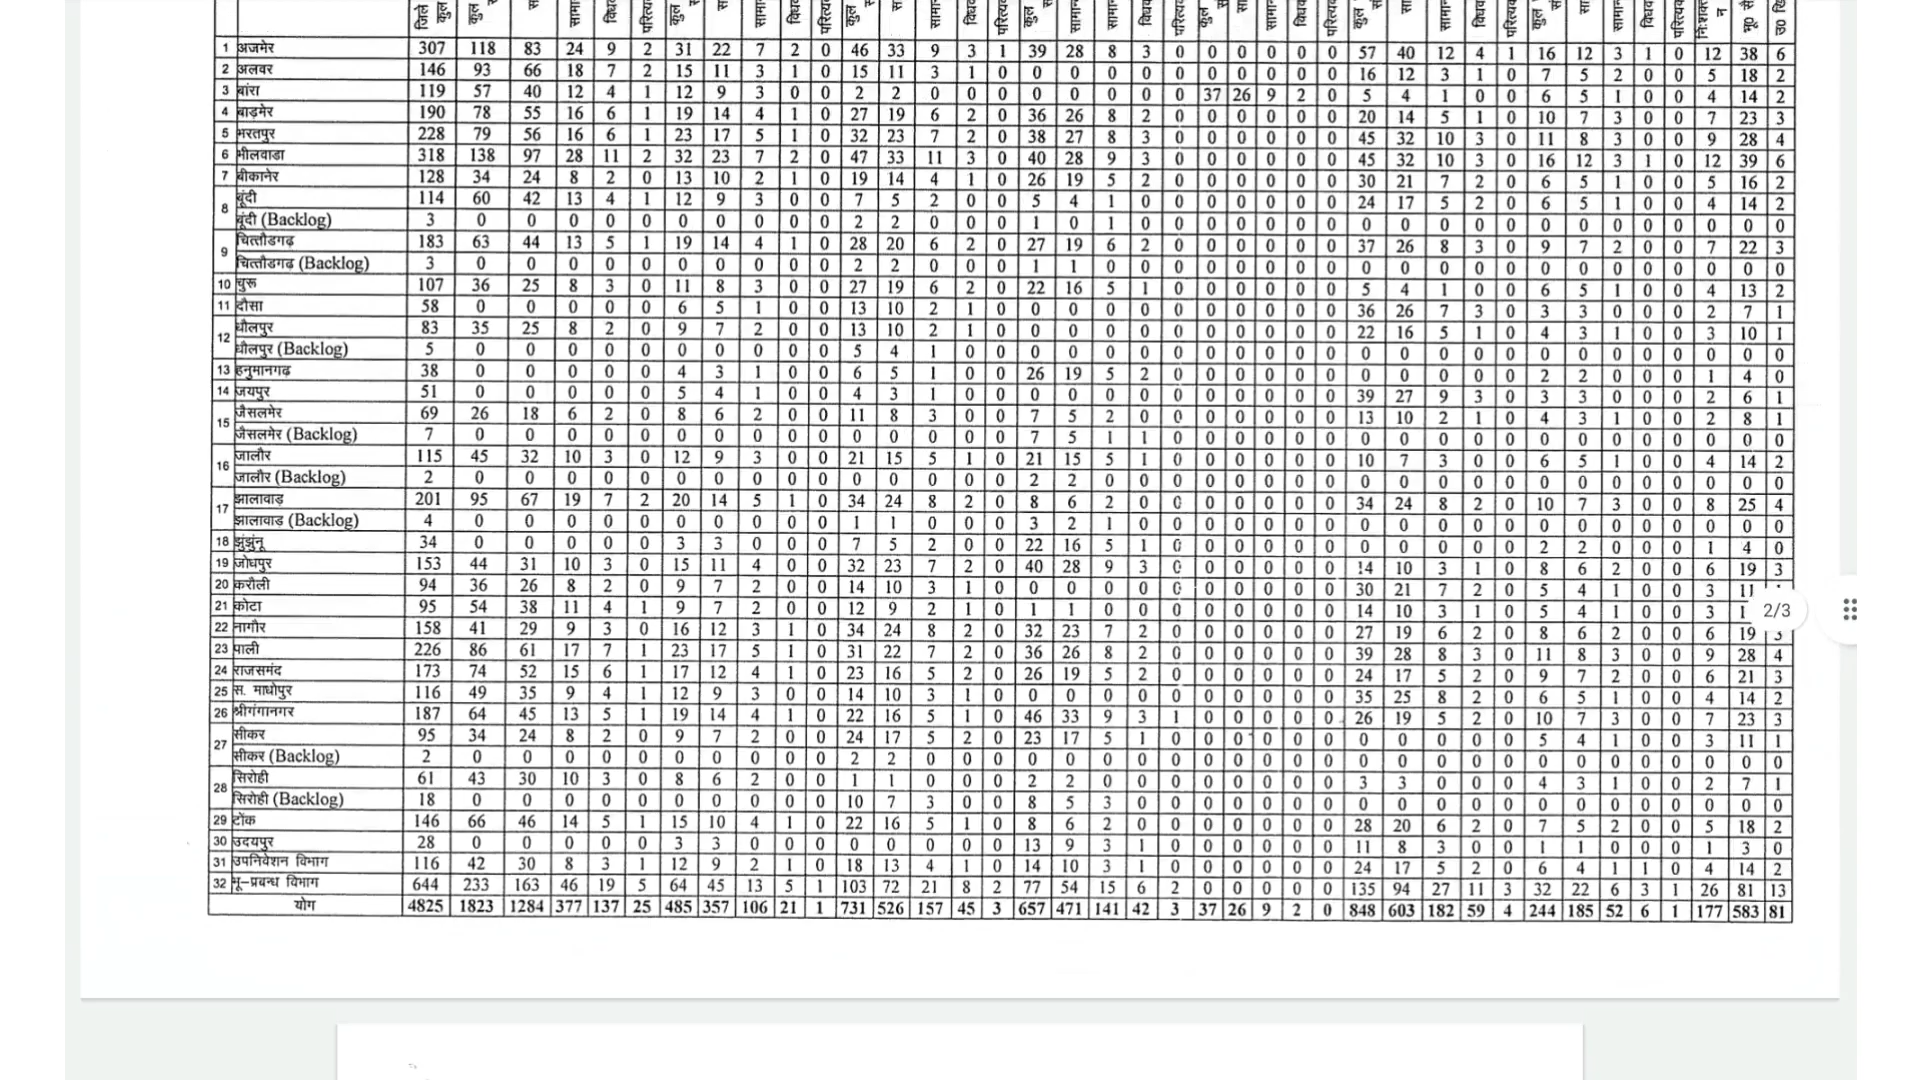 जिले कुल कुल स सामा विधव परित्य कुल स स सामा विधव परित्यव कुल स स सामान विधव परित्यव कुल स सामान सामान विधव परित्यव कुल स सा सामान विधव परित्यव कुल स सा सामान विधव परित्यव कुल स सा सामान विधव परित्यव नि:शक्त न भू0 सै उ0 खि
1 अजमेर 307 118 83 24 9 2 31 22 7 2 0 46 33 9 3 1 39 28 8 3 0 0 0 0 0 0 57 40 12 4 1 16 12 3 1 0 12 38 6
2 अलवर 146 93 66 18 7 2 15 11 3 1 0 15 11 3 1 0 0 0 0 0 0 0 0 0 0 0 16 12 3 1 0 7 5 2 0 0 5 18 2
3 बांरा 119 57 40 12 4 1 12 9 3 0 0 2 2 0 0 0 0 0 0 0 0 37 26 9 2 0 5 4 1 0 0 6 5 1 0 0 4 14 2
4 बाड़मेर 190 78 55 16 6 1 19 14 4 1 0 27 19 6 2 0 36 26 8 2 0 0 0 0 0 0 20 14 5 1 0 10 7 3 0 0 7 23 3
5 भरतपुर 228 79 56 16 6 1 23 17 5 1 0 32 23 7 2 0 38 27 8 3 0 0 0 0 0 0 45 32 10 3 0 11 8 3 0 0 9 28 4
6 भीलवाडा 318 138 97 28 11 2 32 23 7 2 0 47 33 11 3 0 40 28 9 3 0 0 0 0 0 0 45 32 10 3 0 16 12 3 1 0 12 39 6
7 बीकानेर 128 34 24 8 2 0 13 10 2 1 0 19 14 4 1 0 26 19 5 2 0 0 0 0 0 0 30 21 7 2 0 6 5 1 0 0 5 16 2
8 बूंदी 114 60 42 13 4 1 12 9 3 0 0 7 5 2 0 0 5 4 1 0 0 0 0 0 0 0 24 17 5 2 0 6 5 1 0 0 4 14 2
बूंदी (Backlog) 3 0 0 0 0 0 0 0 0 0 0 2 2 0 0 0 1 0 1 0 0 0 0 0 0 0 0 0 0 0 0 0 0 0 0 0 0 0 0
9 चित्तौडगढ़ 183 63 44 13 5 1 19 14 4 1 0 28 20 6 2 0 27 19 6 2 0 0 0 0 0 0 37 26 8 3 0 9 7 2 0 0 7 22 3
चित्तौडगढ (Backlog) 3 0 0 0 0 0 0 0 0 0 0 2 2 0 0 0 1 1 0 0 0 0 0 0 0 0 0 0 0 0 0 0 0 0 0 0 0 0 0
10 चुरू 107 36 25 8 3 0 11 8 3 0 0 27 19 6 2 0 22 16 5 1 0 0 0 0 0 0 5 4 1 0 0 6 5 1 0 0 4 13 2
11 दौसा 58 0 0 0 0 0 6 5 1 0 0 13 10 2 1 0 0 0 0 0 0 0 0 0 0 0 36 26 7 3 0 3 3 0 0 0 2 7 1
12 धौलपुर 83 35 25 8 2 0 9 7 2 0 0 13 10 2 1 0 0 0 0 0 0 0 0 0 0 0 22 16 5 1 0 4 3 1 0 0 3 10 1
धौलपुर (Backlog) 5 0 0 0 0 0 0 0 0 0 0 5 4 1 0 0 0 0 0 0 0 0 0 0 0 0 0 0 0 0 0 0 0 0 0 0 0 0 0
13 हनुमानगढ 38 0 0 0 0 0 4 3 1 0 0 6 5 1 0 0 26 19 5 2 0 0 0 0 0 0 0 0 0 0 0 2 2 0 0 0 1 4 0
14 जयपुर 51 0 0 0 0 0 5 4 1 0 0 4 3 1 0 0 0 0 0 0 0 0 0 0 0 0 39 27 9 3 0 3 3 0 0 0 2 6 1
15 जैसलमेर 69 26 18 6 2 0 8 6 2 0 0 11 8 3 0 0 7 5 2 0 0 0 0 0 0 0 13 10 2 1 0 4 3 1 0 0 2 8 1
जैसलमेर (Backlog) 7 0 0 0 0 0 0 0 0 0 0 0 0 0 0 0 7 5 1 1 0 0 0 0 0 0 0 0 0 0 0 0 0 0 0 0 0 0 0
16 जालौर 115 45 32 10 3 0 12 9 3 0 0 21 15 5 1 0 21 15 5 1 0 0 0 0 0 0 10 7 3 0 0 6 5 1 0 0 4 14 2
जालौर (Backlog) 2 0 0 0 0 0 0 0 0 0 0 0 0 0 0 0 2 2 0 0 0 0 0 0 0 0 0 0 0 0 0 0 0 0 0 0 0 0 0
17 झालावाड़ 201 95 67 19 7 2 20 14 5 1 0 34 24 8 2 0 8 6 2 0 0 0 0 0 0 0 34 24 8 2 0 10 7 3 0 0 8 25 4
झालावाड (Backlog) 4 0 0 0 0 0 0 0 0 0 0 1 1 0 0 0 3 2 1 0 0 0 0 0 0 0 0 0 0 0 0 0 0 0 0 0 0 0 0
18 झुंझुंनू 34 0 0 0 0 0 3 3 0 0 0 7 5 2 0 0 22 16 5 1 0 0 0 0 0 0 0 0 0 0 0 2 2 0 0 0 1 4 0
19 जोधपुर 153 44 31 10 3 0 15 11 4 0 0 32 23 7 2 0 40 28 9 3 0 0 0 0 0 0 14 10 3 1 0 8 6 2 0 0 6 19 3
20 करौली 94 36 26 8 2 0 9 7 2 0 0 14 10 3 1 0 0 0 0 0 0 0 0 0 0 0 30 21 7 2 0 5 4 1 0 0 3 11
21 कोटा 95 54 38 11 4 1 9 7 2 0 0 12 9 2 1 0 1 1 0 0 0 0 0 0 0 0 14 10 3 1 0 5 4 1 0 0 3 1 2/3
22 नागौर 158 41 29 9 3 0 16 12 3 1 0 34 24 8 2 0 32 23 7 2 0 0 0 0 0 0 27 19 6 2 0 8 6 2 0 0 6 19 3
23 पाली 226 86 61 17 7 1 23 17 5 1 0 31 22 7 2 0 36 26 8 2 0 0 0 0 0 0 39 28 8 3 0 11 8 3 0 0 9 28 4
24 राजसमंद 173 74 52 15 6 1 17 12 4 1 0 23 16 5 2 0 26 19 5 2 0 0 0 0 0 0 24 17 5 2 0 9 7 2 0 0 6 21 3
25 स. माधोपुर 116 49 35 9 4 1 12 9 3 0 0 14 10 3 1 0 0 0 0 0 0 0 0 0 0 0 35 25 8 2 0 6 5 1 0 0 4 14 2
26 श्रीगंगानगर 187 64 45 13 5 1 19 14 4 1 0 22 16 5 1 0 46 33 9 3 1 0 0 0 0 0 26 19 5 2 0 10 7 3 0 0 7 23 3
27 सीकर 95 34 24 8 2 0 9 7 2 0 0 24 17 5 2 0 23 17 5 1 0 0 0 0 0 0 0 0 0 0 0 5 4 1 0 0 3 11 1
सीकर (Backlog) 2 0 0 0 0 0 0 0 0 0 0 2 2 0 0 0 0 0 0 0 0 0 0 0 0 0 0 0 0 0 0 0 0 0 0 0 0 0 0
28 सिरोही 61 43 30 10 3 0 8 6 2 0 0 1 1 0 0 0 2 2 0 0 0 0 0 0 0 0 3 3 0 0 0 4 3 1 0 0 2 7 1
सिरोही (Backlog) 18 0 0 0 0 0 0 0 0 0 0 10 7 3 0 0 8 5 3 0 0 0 0 0 0 0 0 0 0 0 0 0 0 0 0 0 0 0 0
29 टोंक 146 66 46 14 5 1 15 10 4 1 0 22 16 5 1 0 8 6 2 0 0 0 0 0 0 0 28 20 6 2 0 7 5 2 0 0 5 18 2
30 उदयपुर 28 0 0 0 0 0 3 3 0 0 0 0 0 0 0 0 13 9 3 1 0 0 0 0 0 0 11 8 3 0 0 1 1 0 0 0 1 3 0
31 उपनिवेशन विभाग 116 42 30 8 3 1 12 9 2 1 0 18 13 4 1 0 14 10 3 1 0 0 0 0 0 0 24 17 5 2 0 6 4 1 1 0 4 14 2
32 भू-प्रबन्ध विभाग 644 233 163 46 19 5 64 45 13 5 1 103 72 21 8 2 77 54 15 6 2 0 0 0 0 0 135 94 27 11 3 32 22 6 3 1 26 81 13
योग 4825 1823 1284 377 137 25 485 357 106 21 1 731 526 157 45 3 657 471 141 42 3 37 26 9 2 0 848 603 182 59 4 244 185 52 6 1 177 583 81